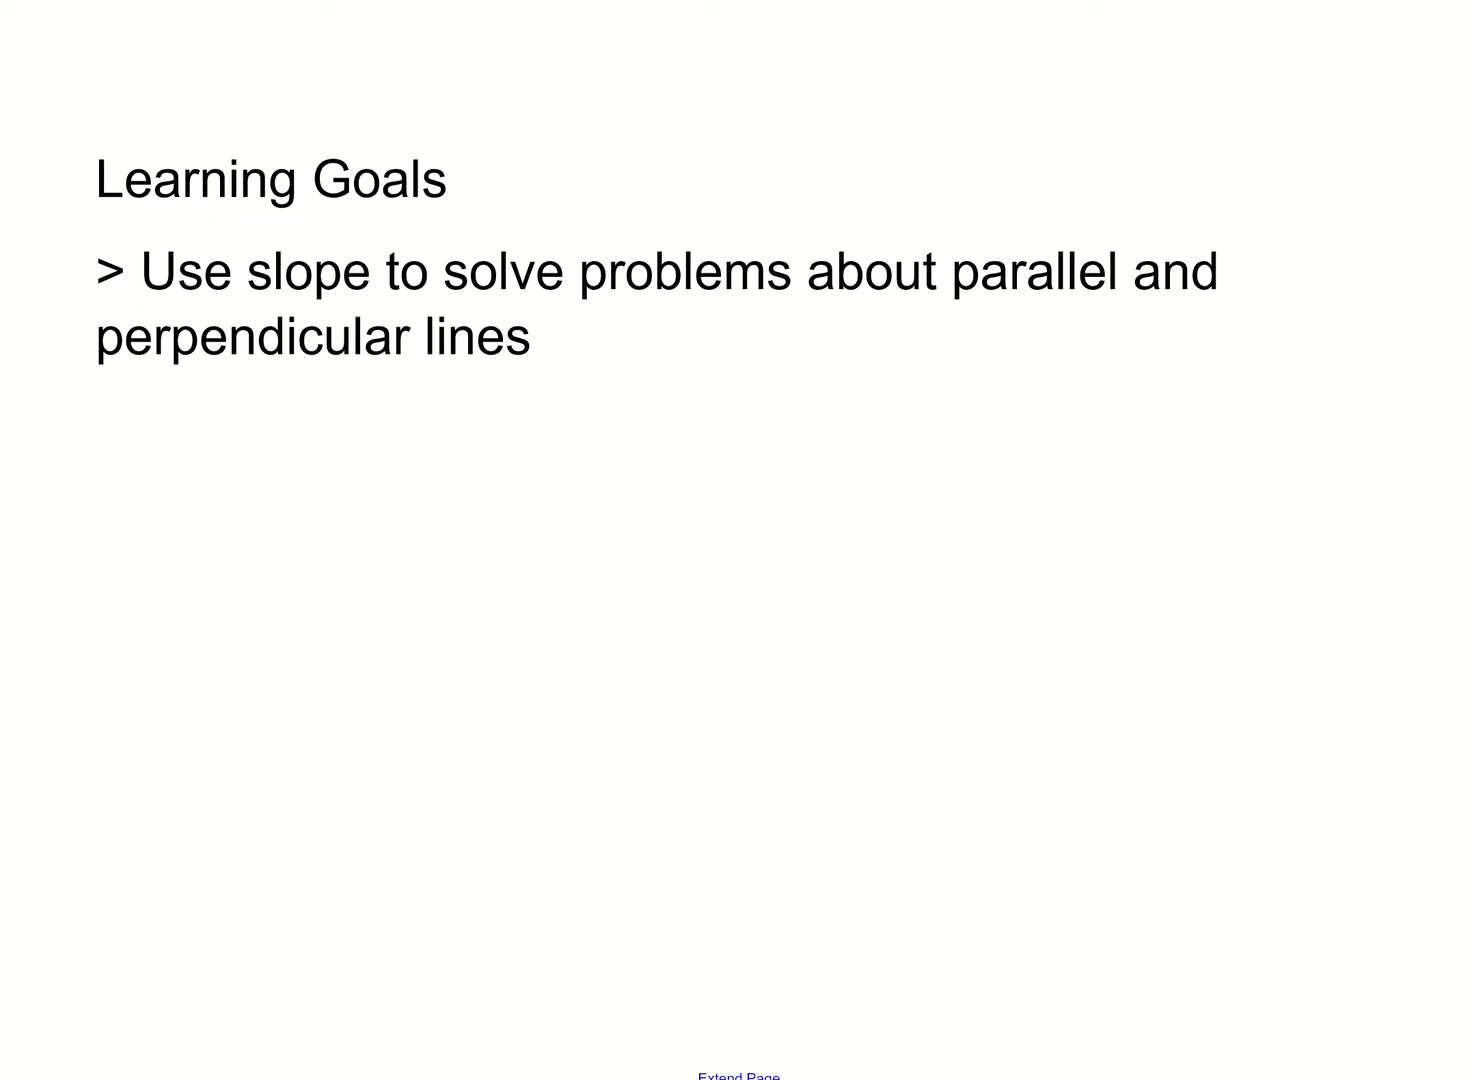 Learning Goals
> Use slope to solve problems about parallel and
perpendicular lines
Extend Page